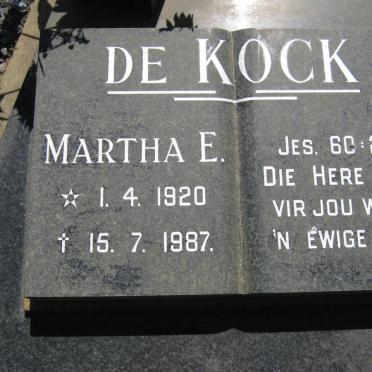 DE KOCK
MARTHA E.
☆ 1. 4. 1920
† 15. 7. 1987.
JES. 60:
DIE HERE
VIR JOU
'N EWIGE